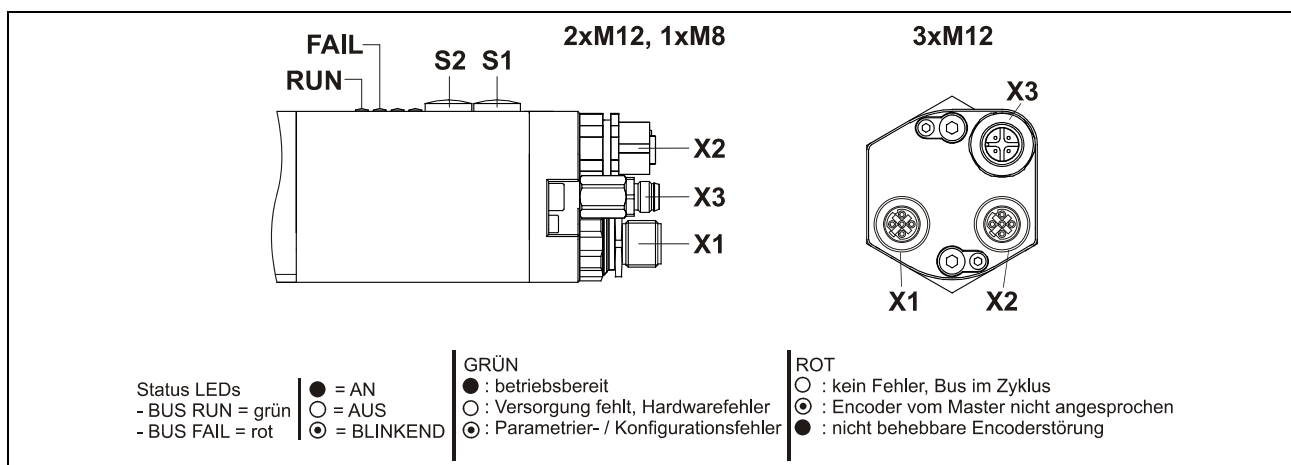 2xM12, 1xM8
3xM12
FAIL
RUN
S2 S1
X2
X3
X1
X3
X1
X2
Status LEDs
- BUS RUN = grün
- BUS FAIL = rot
● = AN
○ = AUS
◉ = BLINKEND
GRÜN
● : betriebsbereit
○ : Versorgung fehlt, Hardwarefehler
◉ : Parametrier- / Konfigurationsfehler
ROT
○ : kein Fehler, Bus im Zyklus
◉ : Encoder vom Master nicht angesprochen
● : nicht behebbare Encoderstörung